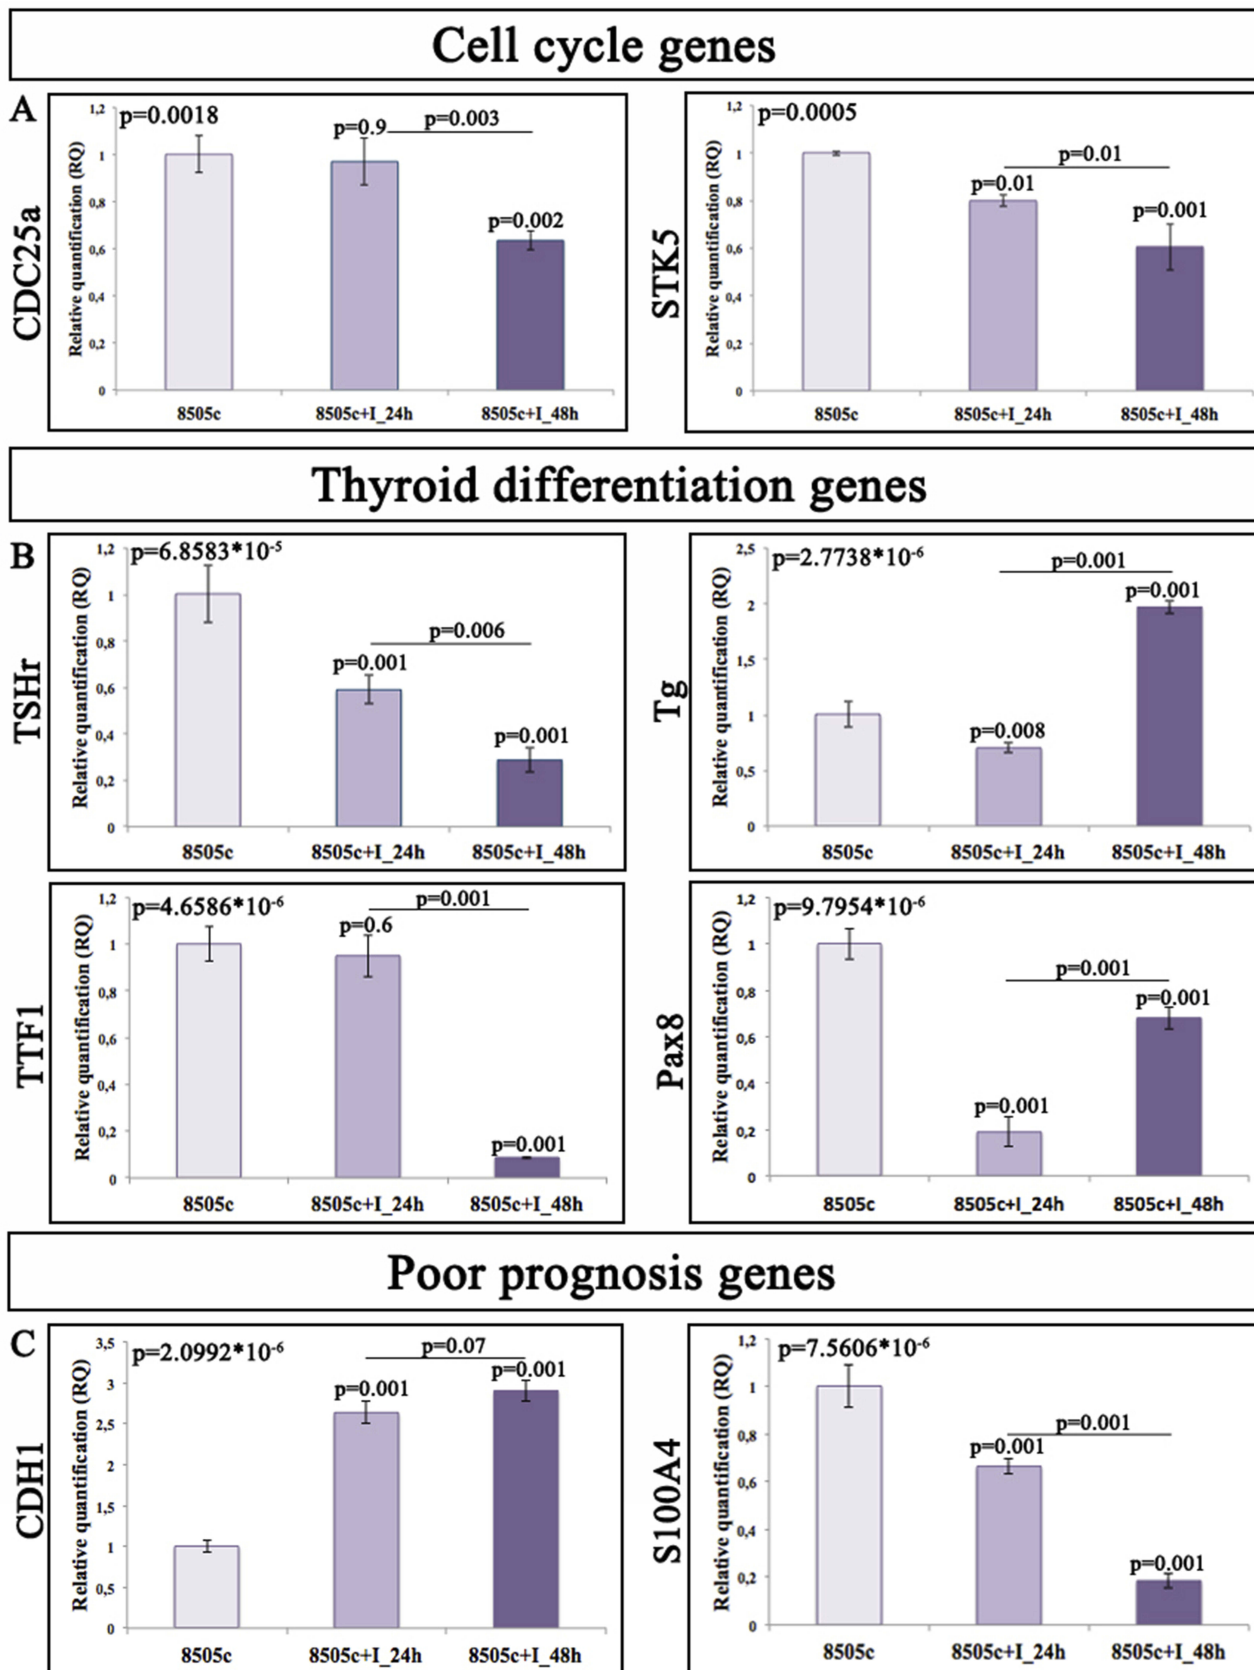 Cell cycle genes
A
CDC25a
Relative quantification (RQ)
p=0.0018
p=0.9
p=0.003
p=0.002
1,2
1
0,8
0,6
0,4
0,2
0
8505c
8505c+I_24h
8505c+I_48h
STK5
Relative quantification (RQ)
p=0.0005
p=0.01
p=0.01
p=0.001
1,2
1
0,8
0,6
0,4
0,2
0
8505c
8505c+I_24h
8505c+I_48h
Thyroid differentiation genes
B
TSHr
Relative quantification (RQ)
p=6.8583*10-5
p=0.006
p=0.001
p=0.001
1,2
1
0,8
0,6
0,4
0,2
0
8505c
8505c+I_24h
8505c+I_48h
Tg
Relative quantification (RQ)
p=2.7738*10-6
p=0.001
p=0.001
p=0.008
2,5
2
1,5
1
0,5
0
8505c
8505c+I_24h
8505c+I_48h
TTF1
Relative quantification (RQ)
p=4.6586*10-6
p=0.001
p=0.6
p=0.001
1,2
1
0,8
0,6
0,4
0,2
0
8505c
8505c+I_24h
8505c+I_48h
Pax8
Relative quantification (RQ)
p=9.7954*10-6
p=0.001
p=0.001
p=0.001
1,2
1
0,8
0,6
0,4
0,2
0
8505c
8505c+I_24h
8505c+I_48h
Poor prognosis genes
C
CDH1
Relative quantification (RQ)
p=2.0992*10-6
p=0.07
p=0.001
p=0.001
3,5
3
2,5
2
1,5
1
0,5
0
8505c
8505c+I_24h
8505c+I_48h
S100A4
Relative quantification (RQ)
p=7.5606*10-6
p=0.001
p=0.001
p=0.001
1,2
1
0,8
0,6
0,4
0,2
0
8505c
8505c+I_24h
8505c+I_48h